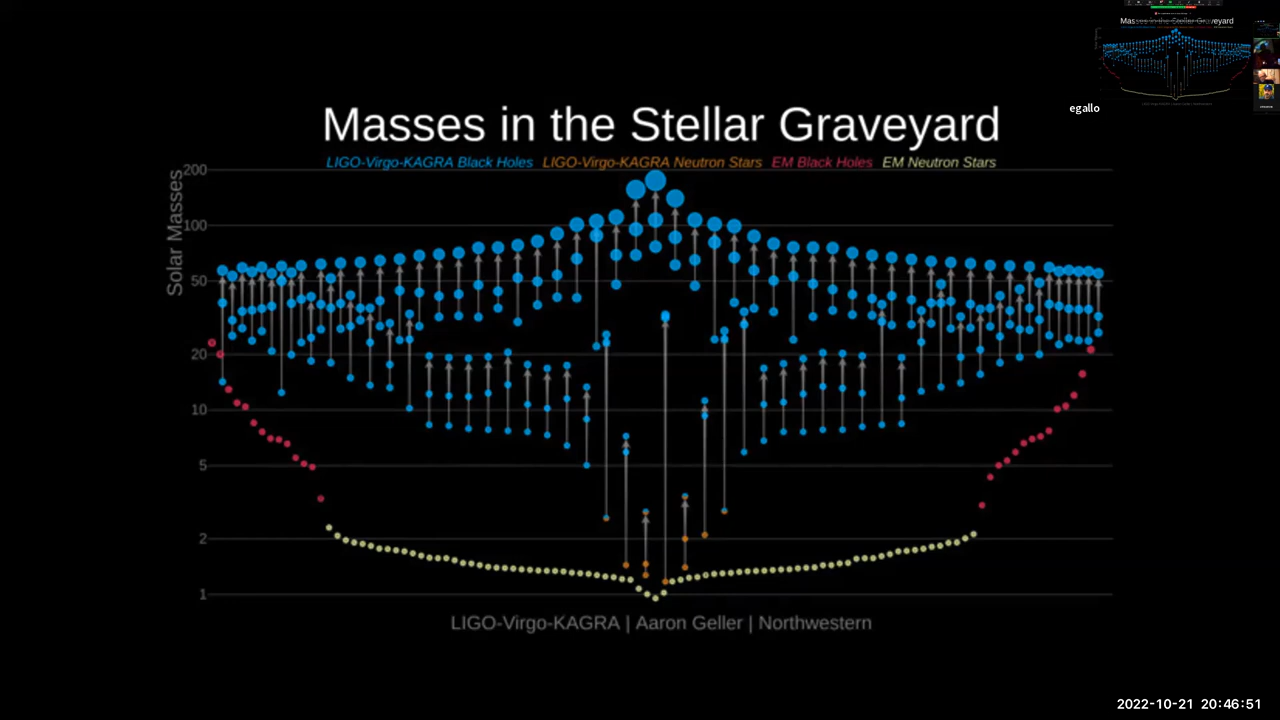 Masses in the Stellar Graveyard
egallo
Masses in the Stellar Graveyard
LIGO-Virgo-KAGRA Black Holes LIGO-Virgo-KAGRA Neutron Stars EM Black Holes EM Neutron Stars
Solar Masses
200
100
50
20
10
5
2
1
LIGO-Virgo-KAGRA | Aaron Geller | Northwestern
2022-10-21 20:46:51